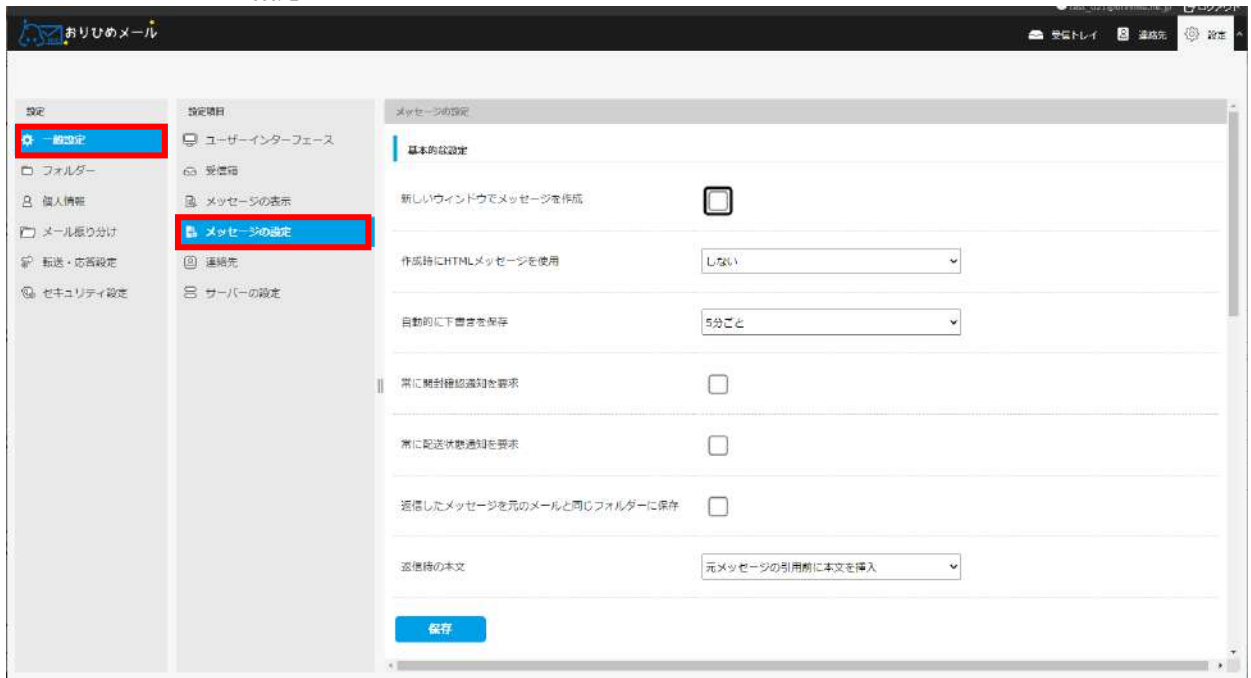 ログアウト
おりひめメール
受信トレイ
連絡先
設定
設定
一般設定
フォルダー
個人情報
メール振り分け
転送・応答設定
セキュリティ設定
設定項目
ユーザーインターフェース
受信箱
メッセージの表示
メッセージの設定
連絡先
サーバーの設定
メッセージの設定
基本的な設定
新しいウィンドウでメッセージを作成
作成時にHTMLメッセージを使用 しない
自動的に下書きを保存 5分ごと
常に開封確認通知を要求
常に配送状態通知を要求
返信したメッセージを元のメールと同じフォルダーに保存
返信時の本文 元メッセージの引用前に本文を挿入
保存